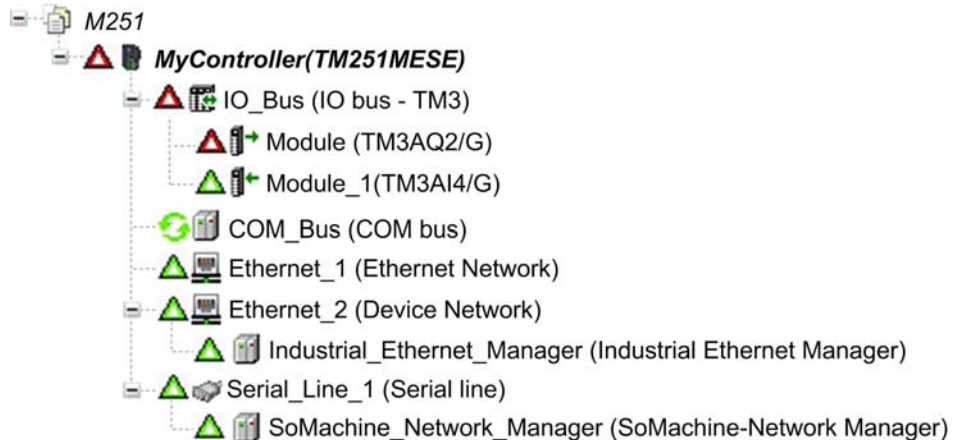 M251
MyController(TM251MESE)
IO_Bus (IO bus - TM3)
Module (TM3AQ2/G)
Module_1(TM3AI4/G)
COM_Bus (COM bus)
Ethernet_1 (Ethernet Network)
Ethernet_2 (Device Network)
Industrial_Ethernet_Manager (Industrial Ethernet Manager)
Serial_Line_1 (Serial line)
SoMachine_Network_Manager (SoMachine-Network Manager)